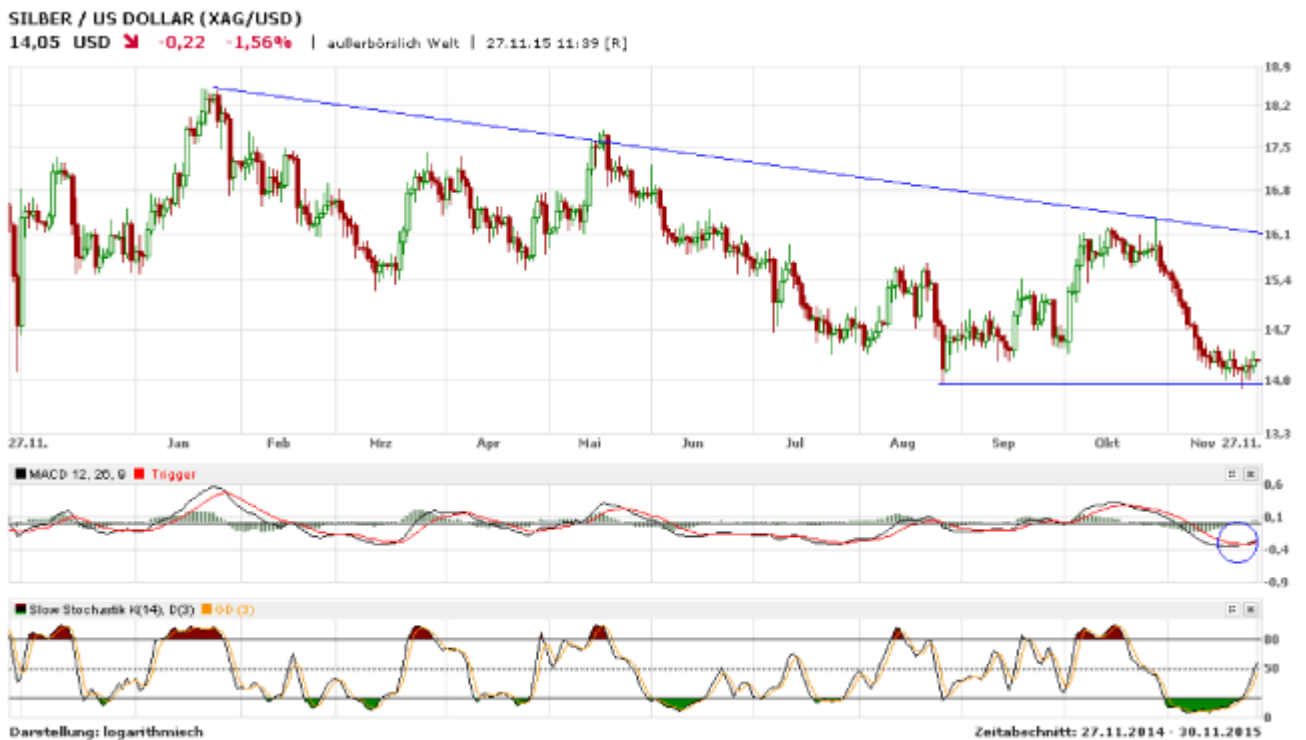 SILBER / US DOLLAR (XAG/USD)
14,05 USD -0,22 -1,56% | außerbörslich Welt | 27.11.15 11:39 [R]
18,9
18,2
17,5
16,8
16,1
15,4
14,7
14,0
13,3
27.11. Jan Feb Mrz Apr Mai Jun Jul Aug Sep Okt Nov 27.11.
MACD 12, 26, 9 Trigger
0,6
0,1
-0,4
-0,9
Slow Stochastik K(14), D(3) OD (3)
80
50
0
Darstellung: logarithmisch Zeitabschnitt: 27.11.2014 - 30.11.2015